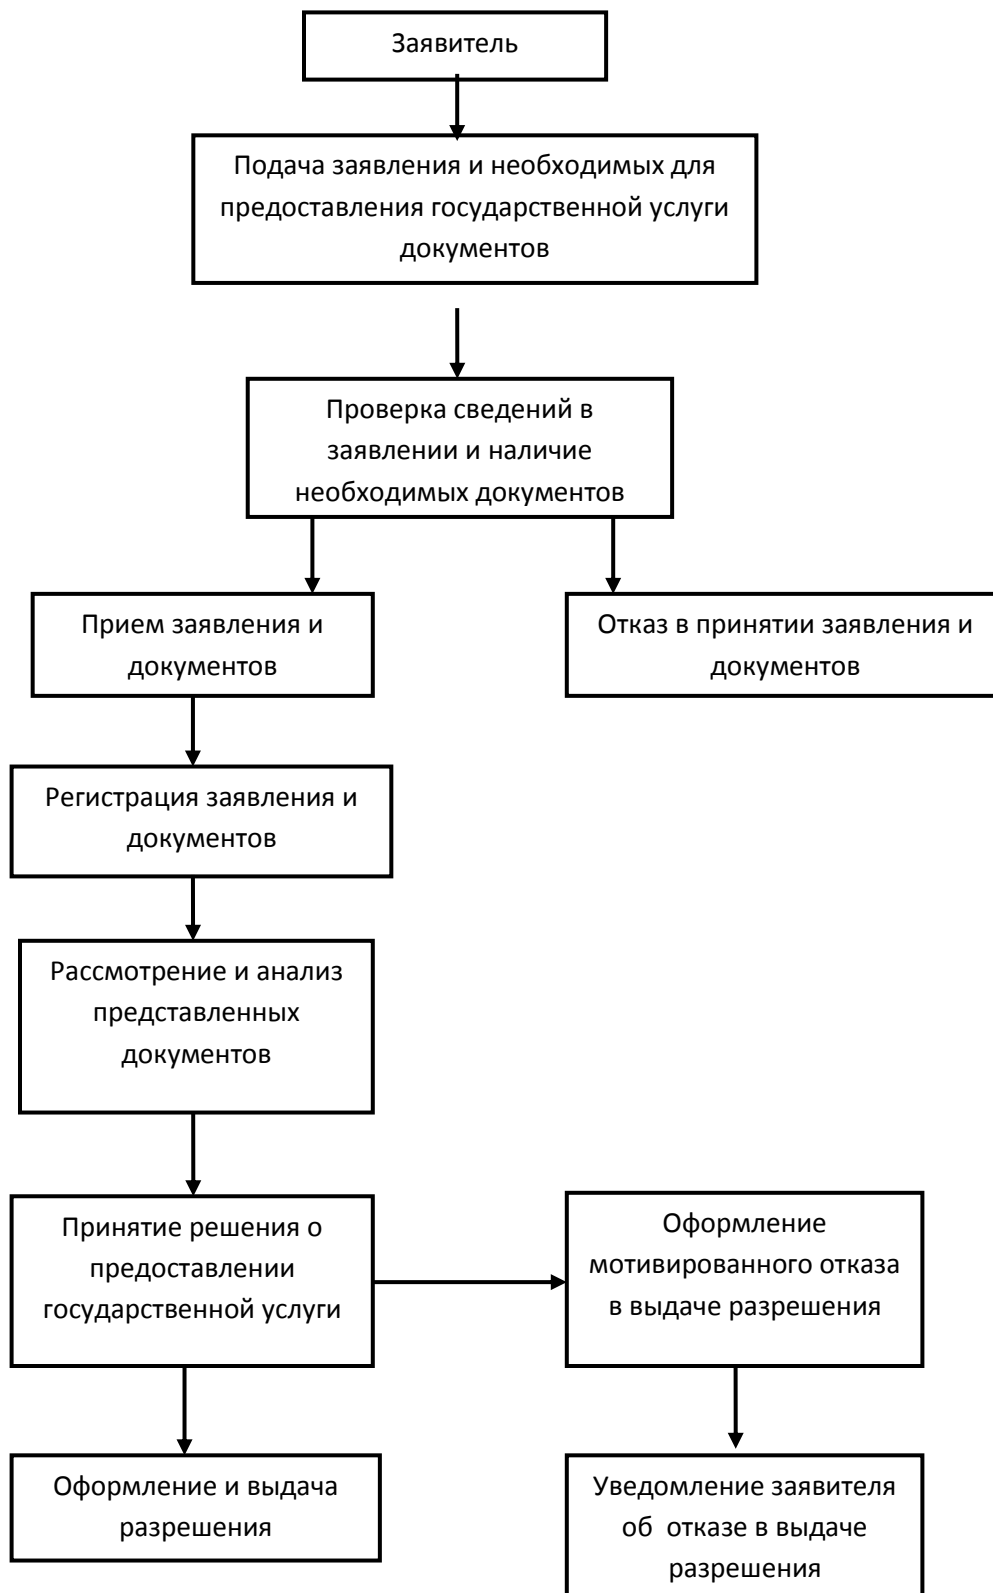 Заявитель
Подача заявления и необходимых для
предоставления государственной услуги
документов
Проверка сведений в
заявлении и наличие
необходимых документов
Прием заявления и
документов
Отказ в принятии заявления и
документов
Регистрация заявления и
документов
Рассмотрение и анализ
представленных
документов
Принятие решения о
предоставлении
государственной услуги
Оформление
мотивированного отказа
в выдаче разрешения
Оформление и выдача
разрешения
Уведомление заявителя
об отказе в выдаче
разрешения